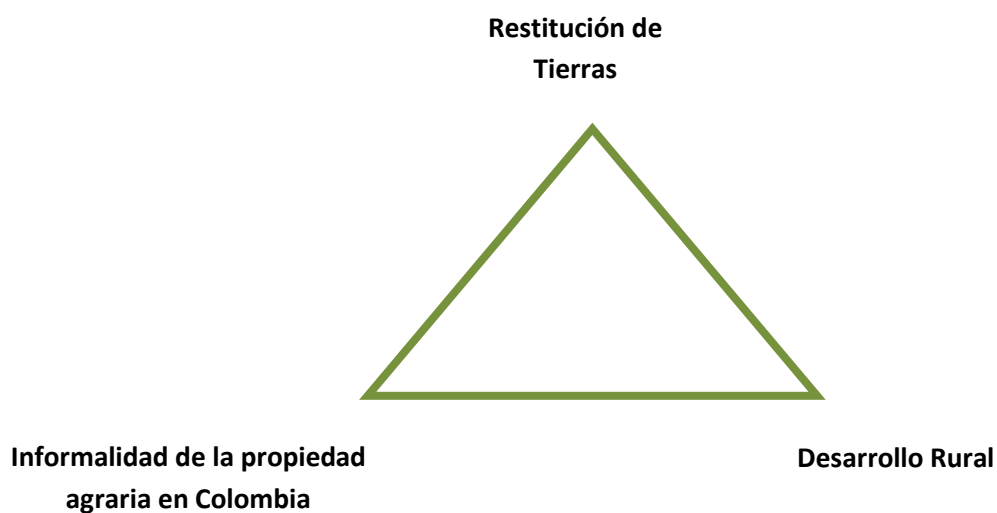 Restitución de
Tierras
Informalidad de la propiedad
agraria en Colombia
Desarrollo Rural